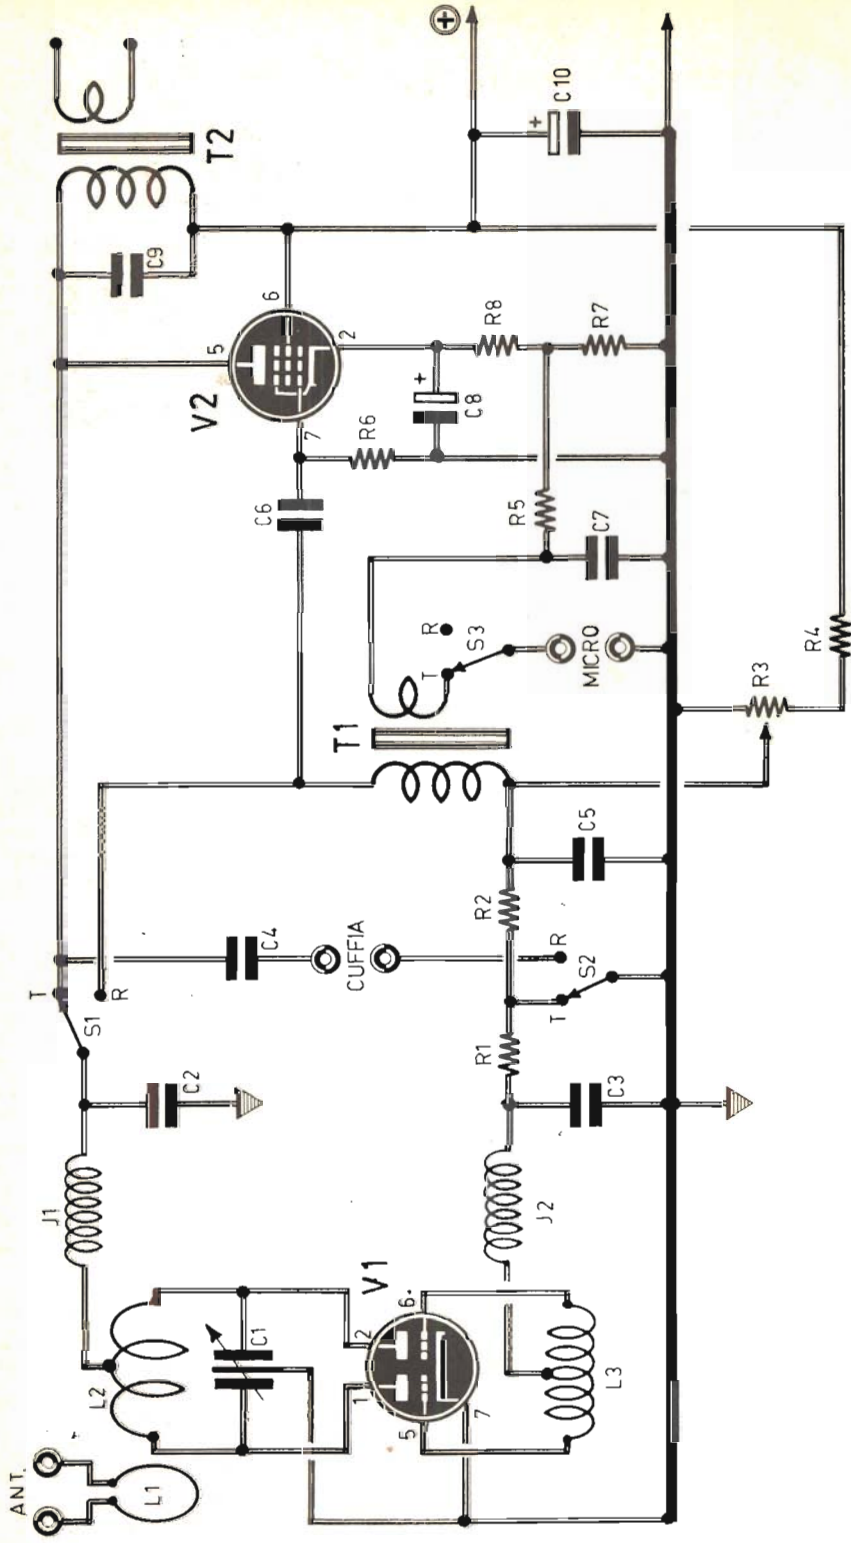 ANT.
L1
L2
J1
C2
S1
T
R
C4
CUFFIA
C1
V1
1
2
5
6
7
L3
J2
C3
R1
R2
S2
T
R
C5
T1
T
R
S3
MICRO
C6
V2
5
6
7
2
R6
C8
+
R5
C7
R8
R7
C9
T2
+
C10
+
R3
R4